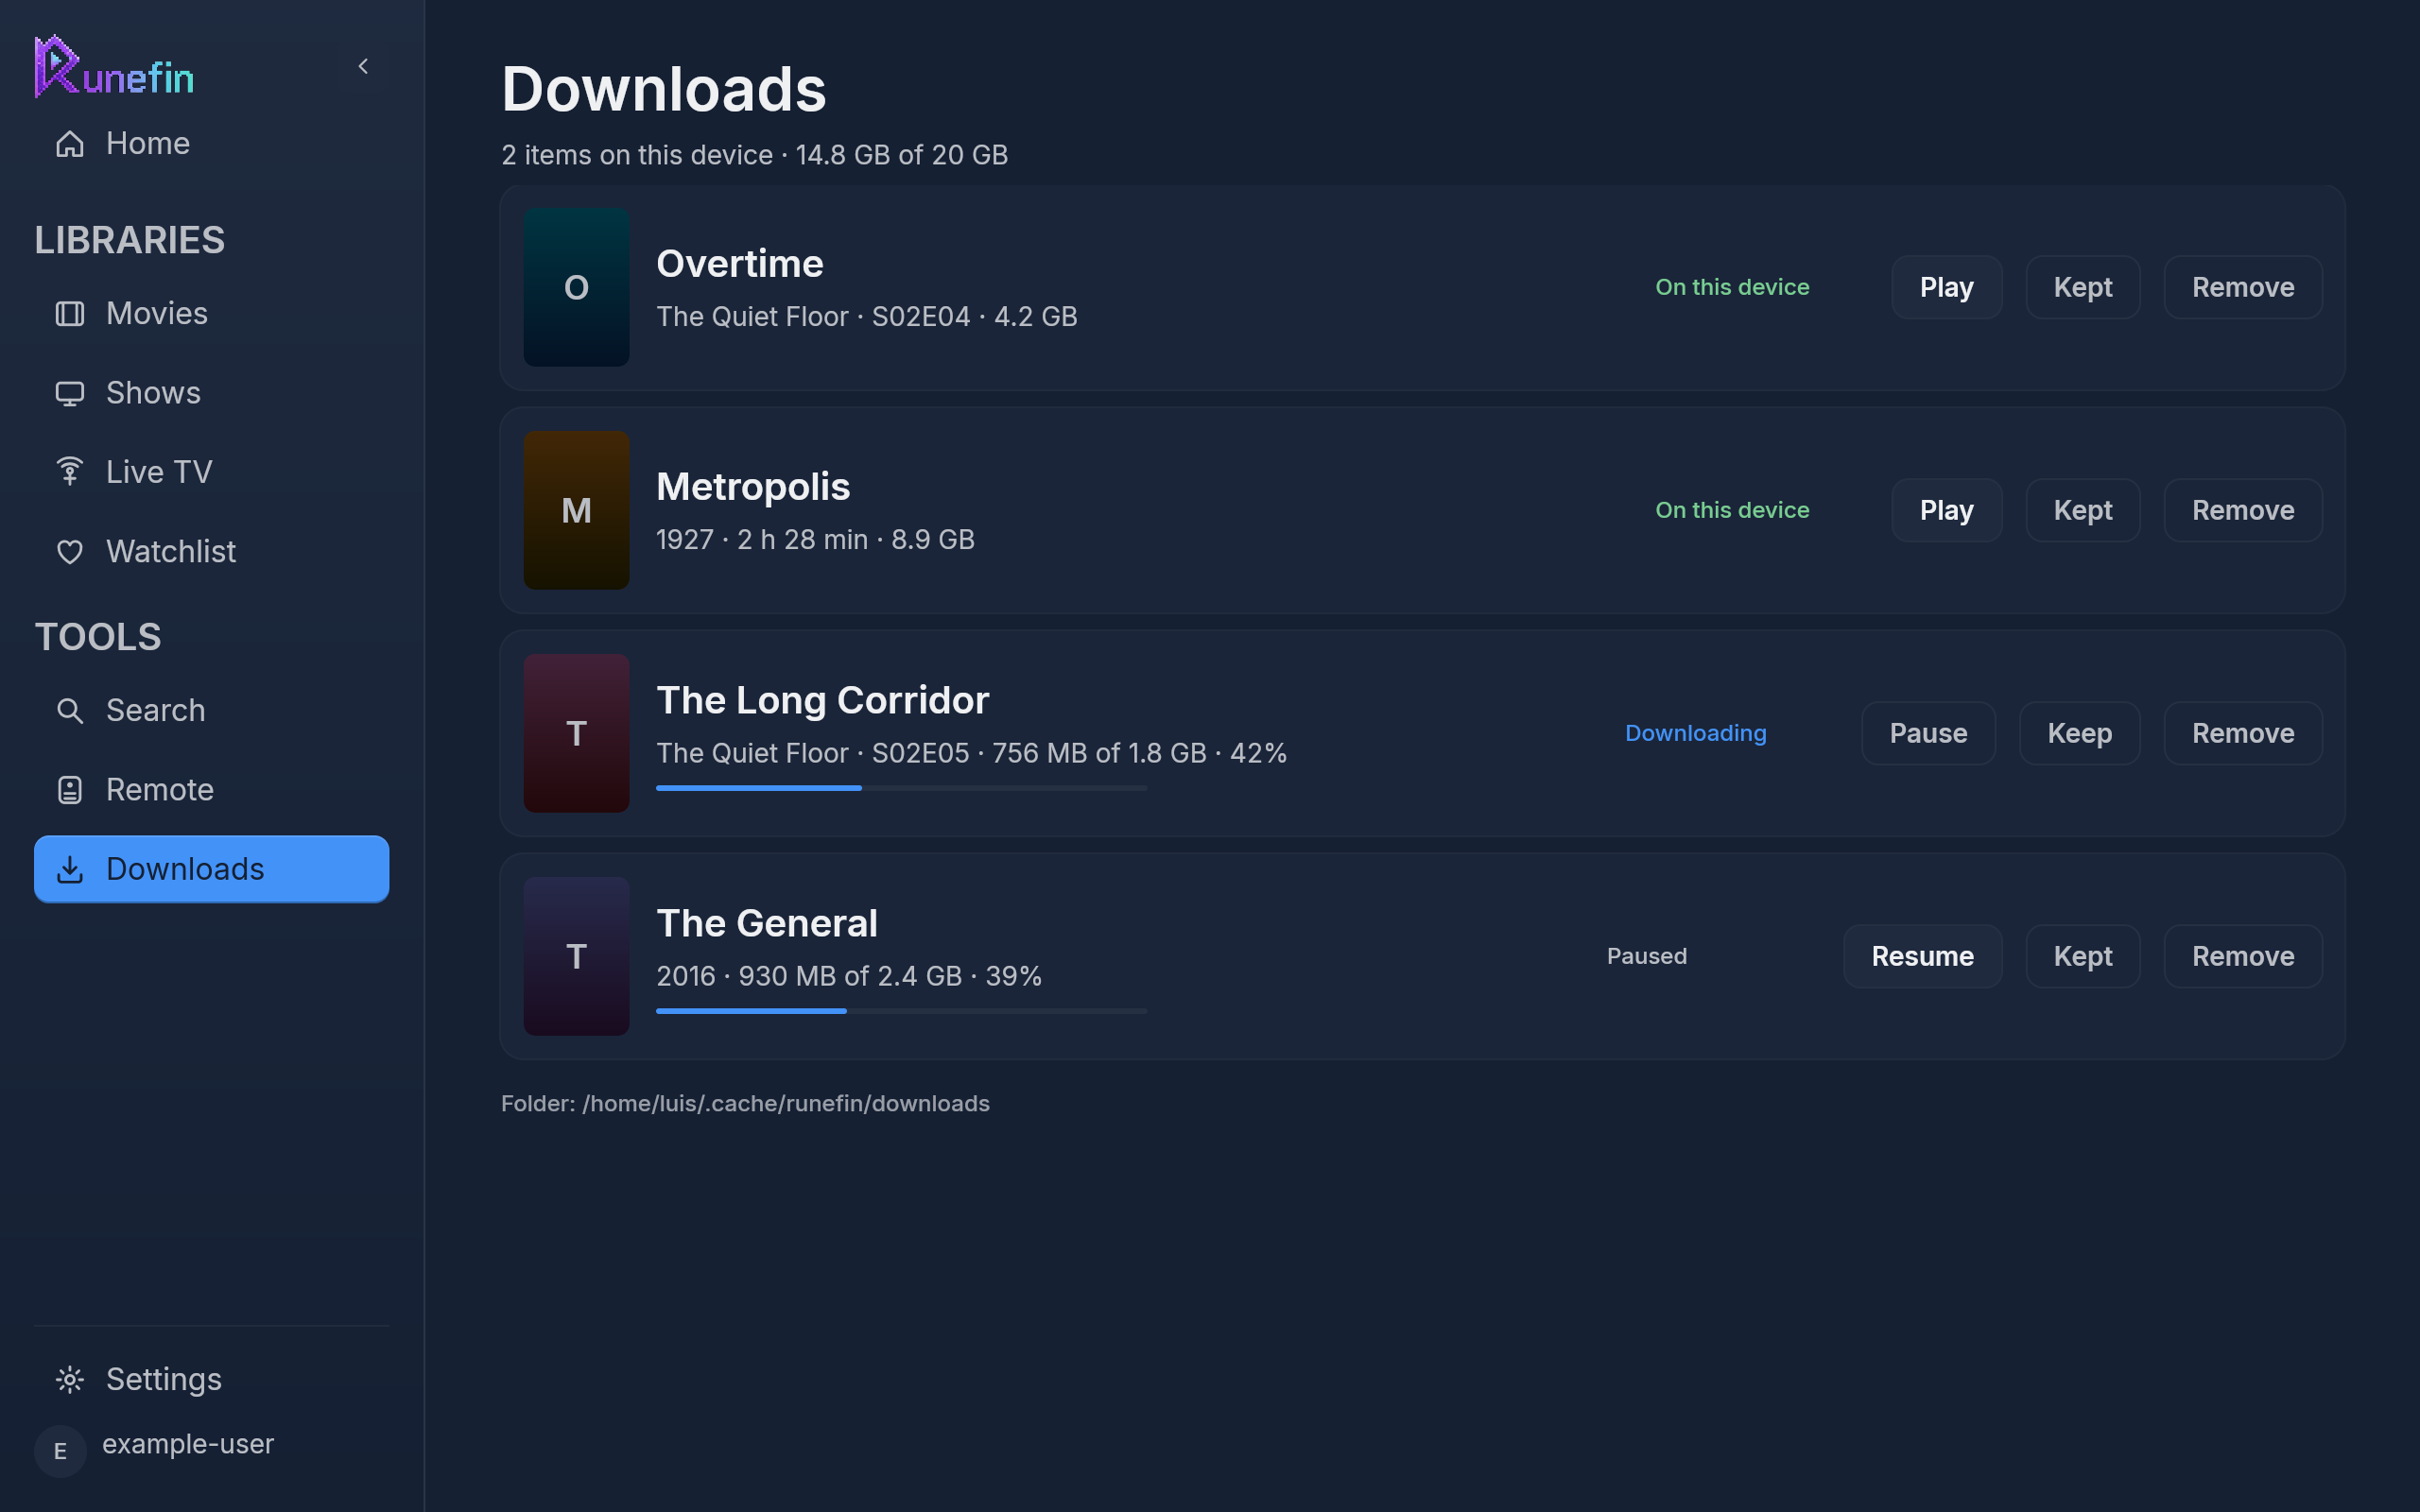 Runefin
Home
LIBRARIES
Movies
Shows
Live TV
Watchlist
TOOLS
Search
Remote
Downloads
Settings
E example-user
Downloads
2 items on this device · 14.8 GB of 20 GB
O
Overtime
The Quiet Floor · S02E04 · 4.2 GB
On this device Play Kept Remove
M
Metropolis
1927 · 2 h 28 min · 8.9 GB
On this device Play Kept Remove
T
The Long Corridor
The Quiet Floor · S02E05 · 756 MB of 1.8 GB · 42%
Downloading Pause Keep Remove
T
The General
2016 · 930 MB of 2.4 GB · 39%
Paused Resume Kept Remove
Folder: /home/luis/.cache/runefin/downloads